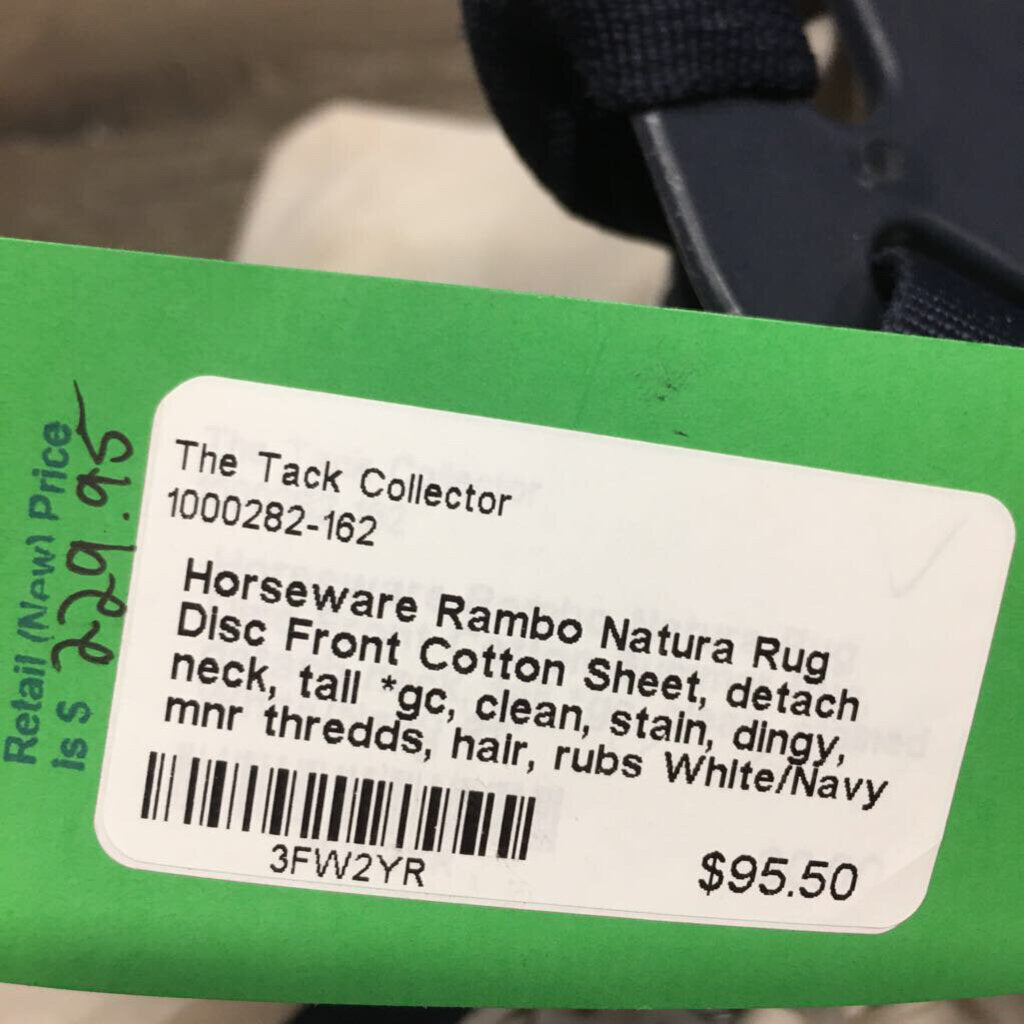 Retail (New) Price
is $ 229.95
The Tack Collector
1000282-162
Horseware Rambo Natura Rug
Disc Front Cotton Sheet, detach
neck, tall *gc, clean, stain, dingy,
mnr thredds, hair, rubs White/Navy
3FW2YR
$95.50